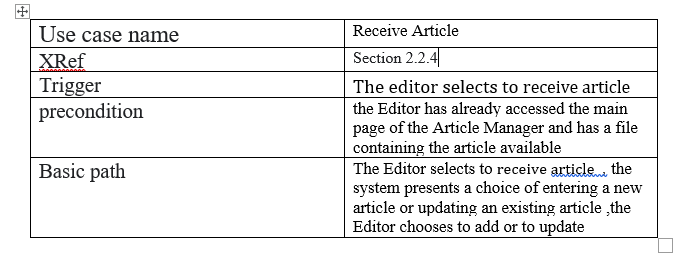 Use case name
Receive Article
XRef
Section 2.2.4
Trigger
The editor selects to receive article
precondition
the Editor has already accessed the main
page of the Article Manager and has a file
containing the article available
Basic path
The Editor selects to receive article ., the
system presents a choice of entering a new
article or updating an existing article ,the
Editor chooses to add or to update